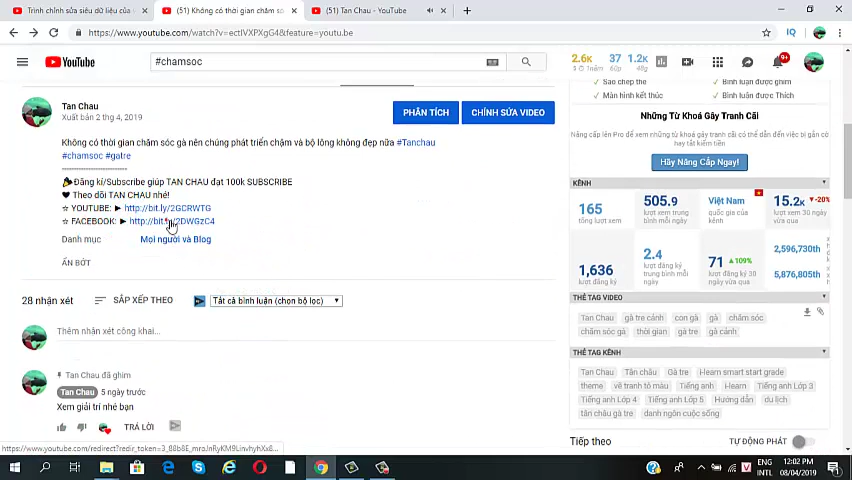 Trình chỉnh sửa siêu dữ liệu của
(51) Không có thời gian chăm só
(51) Tan Chau - YouTube
https://www.youtube.com/watch?v=ectIVXPXgG4&feature=youtu.be
IQ
YouTube
#chamsoc
2.6K
1năm
37
60p
1.2K
48g
9+
Tan Chau
Xuất bản 2 thg 4, 2019
PHÂN TÍCH
CHỈNH SỬA VIDEO
Không có thời gian chăm sóc gà nên chúng phát triển chậm và bộ lông không đẹp nữa #Tanchau
#chamsoc #gatre
Đăng kí/Subscribe giúp TAN CHAU đạt 100k SUBSCRIBE
♥ Theo dõi TAN CHAU nhé!
☆ YOUTUBE: ► http://bit.ly/2GCRWTG
☆ FACEBOOK: ► http://bit.ly/2DWGzC4
Danh mục
Mọi người và Blog
ẨN BỚT
28 nhận xét
SẮP XẾP THEO
Tất cả bình luận (chọn bộ lọc)
Thêm nhận xét công khai...
Tan Chau đã ghim
Tan Chau 5 ngày trước
Xem giải trí nhé bạn
TRẢ LỜI
Sao chép thẻ
Bình luận được ghim
Màn hình kết thúc
Bình luận được Thích
Những Từ Khoá Gây Tranh Cãi
Nâng cấp lên Pro để xem những từ khóa gây tranh cãi có thể dẫn đến việc bị gắn cờ hay tắt kiếm tiền
Hãy Nâng Cấp Ngay!
KÊNH
165
tổng lượt xem
505.9
lượt xem trung bình mỗi ngày
Việt Nam
quốc gia của kênh
15.2K
-20%
lượt xem 30 ngày vừa qua
1,636
lượt đăng ký
2.4
lượt đăng ký trung bình mỗi ngày
71
▲109%
lượt đăng ký 30 ngày vừa qua
2,596,730th
5,876,805th
THẺ TAG VIDEO
Tan Chau
gà tre cảnh
con gà
gà
chăm sóc
chăm sóc gà
thời gian
gà tre
gà cảnh
THẺ TAG KÊNH
Tan Chau
Tân châu
Gà tre
Hearn smart start grade
theme
vẽ tranh tô màu
Tiếng anh
Hearn
Tiếng anh Lớp 3
Tiếng anh Lớp 4
Tiếng anh Lớp 5
Hướng dẫn
du lịch
tân châu gà tre
danh ngôn cuộc sống
Tiếp theo
TỰ ĐỘNG PHÁT
ENG
INTL
12:02 PM
08/04/2019